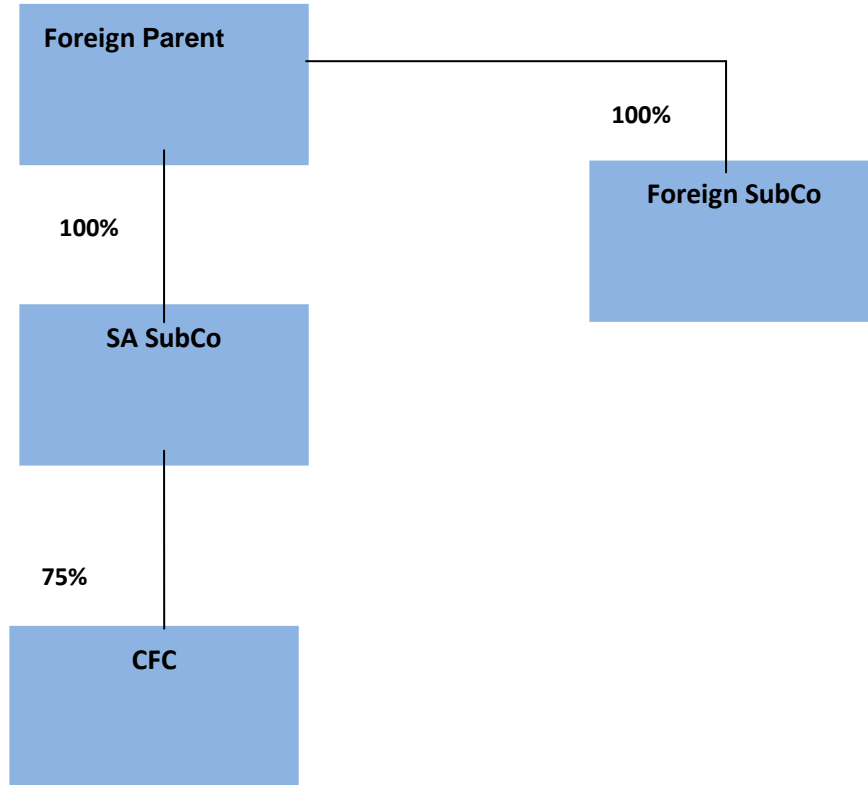 Foreign Parent
100%
Foreign SubCo
100%
SA SubCo
75%
CFC